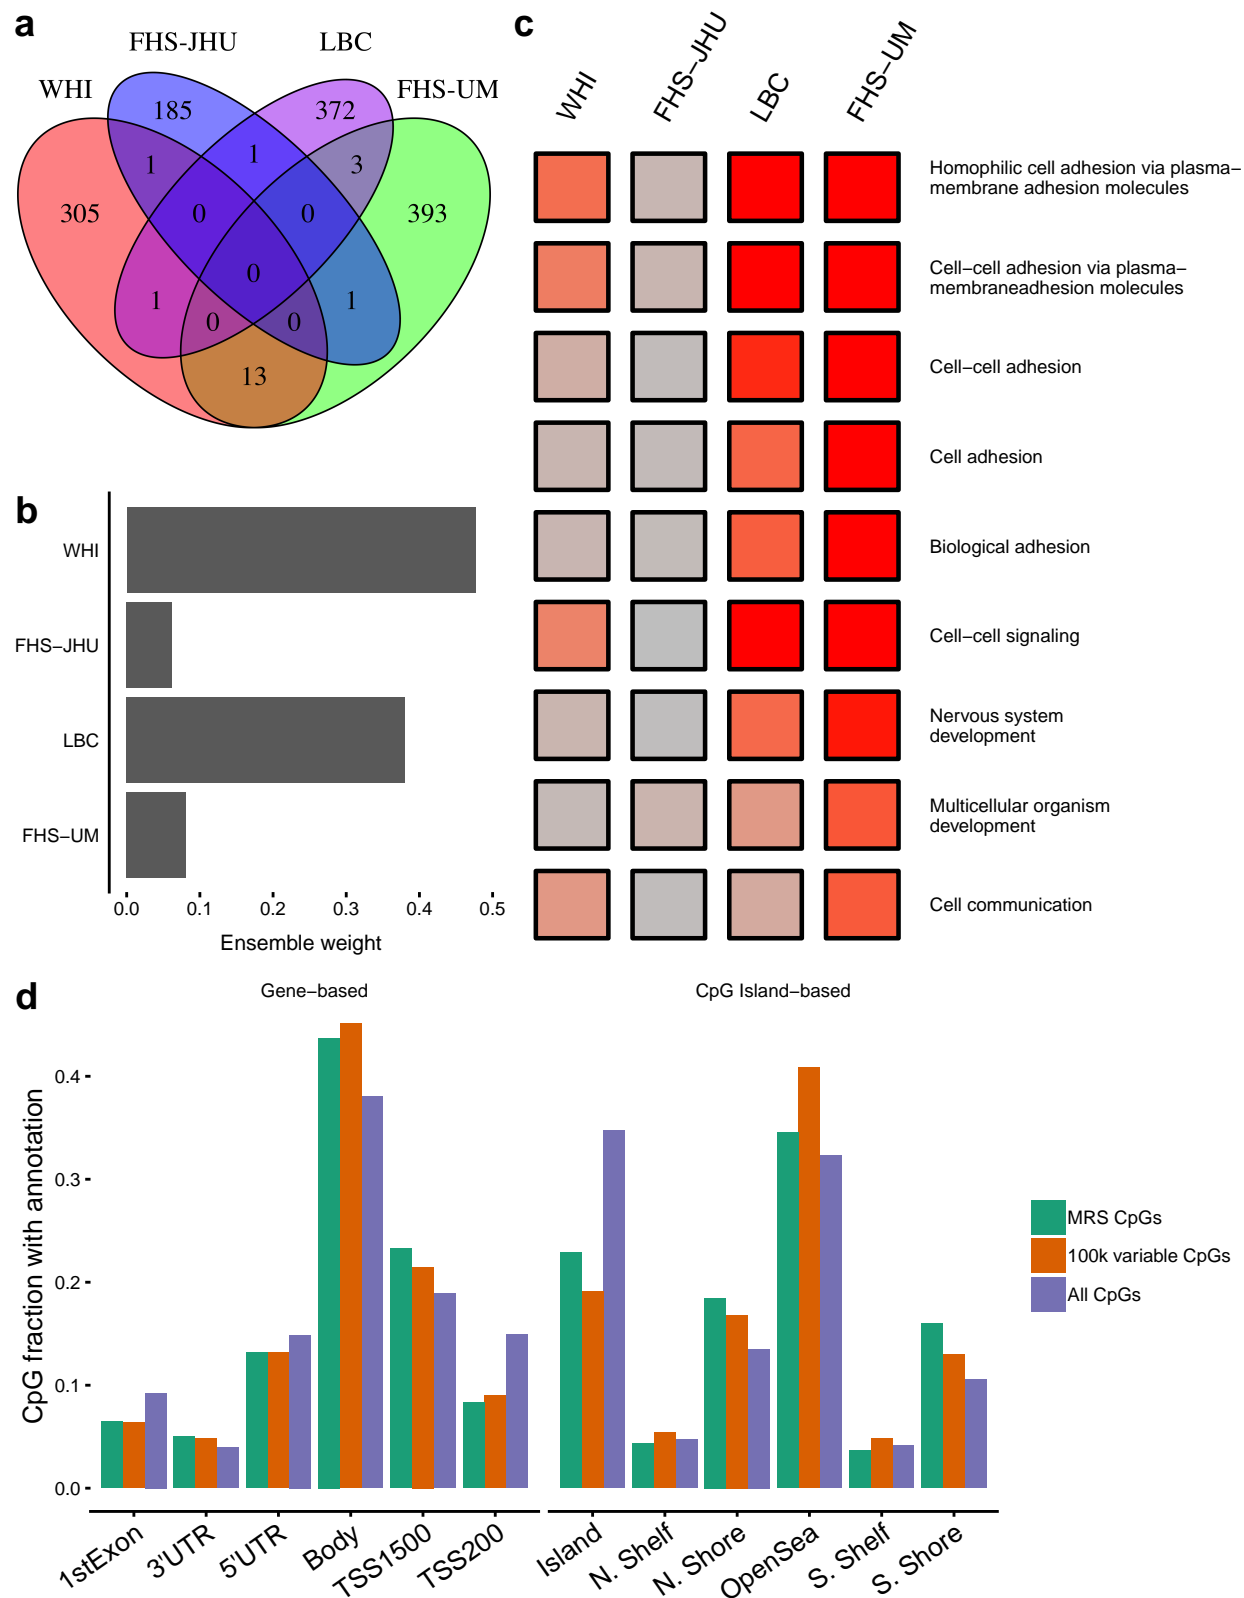 a
FHS-JHU
LBC
WHI
FHS-UM
185
372
1
1
3
305
0
0
393
0
1
0
0
1
13
b
WHI
FHS−JHU
LBC
FHS−UM
0.0
0.1
0.2
0.3
0.4
0.5
Ensemble weight
c
WHI
FHS−JHU
LBC
FHS−UM
Homophilic cell adhesion via plasma−
membrane adhesion molecules
Cell−cell adhesion via plasma−
membraneadhesion molecules
Cell−cell adhesion
Cell adhesion
Biological adhesion
Cell−cell signaling
Nervous system
development
Multicellular organism
development
Cell communication
d
Gene−based
CpG Island−based
CpG fraction with annotation
0.4
0.3
0.2
0.1
0.0
1stExon
3'UTR
5'UTR
Body
TSS1500
TSS200
Island
N. Shelf
N. Shore
OpenSea
S. Shelf
S. Shore
MRS CpGs
100k variable CpGs
All CpGs